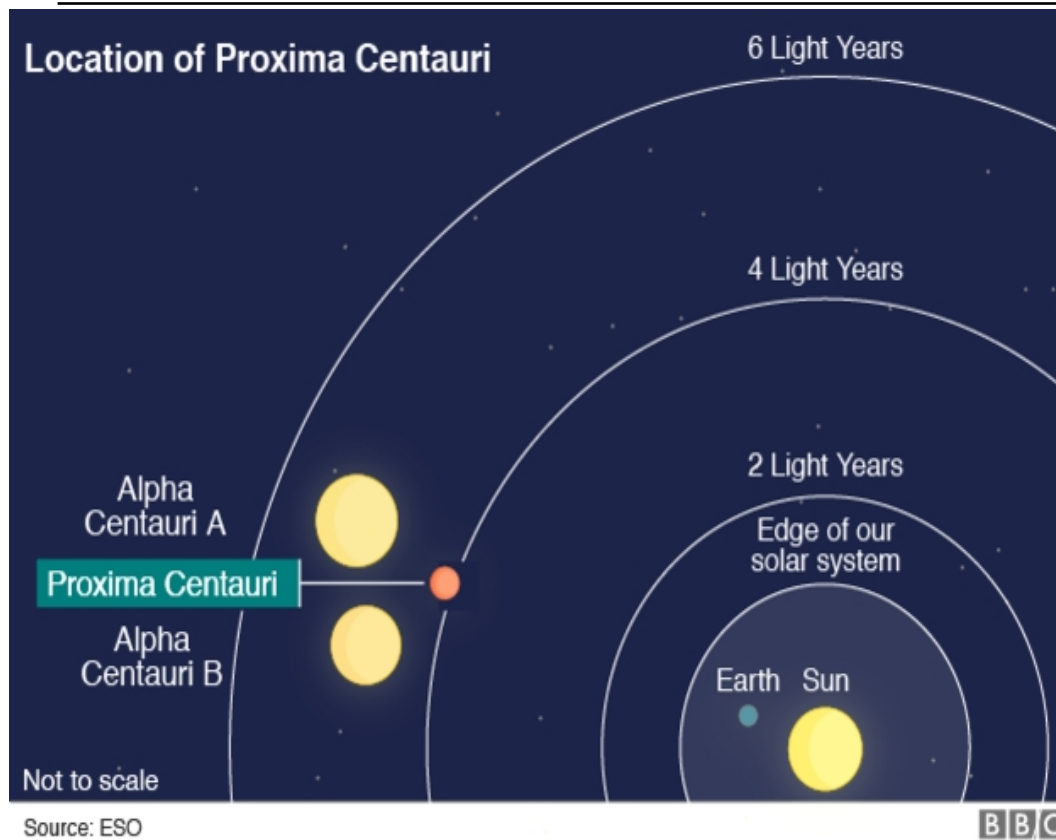 Location of Proxima Centauri
6 Light Years
4 Light Years
2 Light Years
Edge of our
solar system
Alpha
Centauri A
Proxima Centauri
Alpha
Centauri B
Earth Sun
Not to scale
Source: ESO
BBC